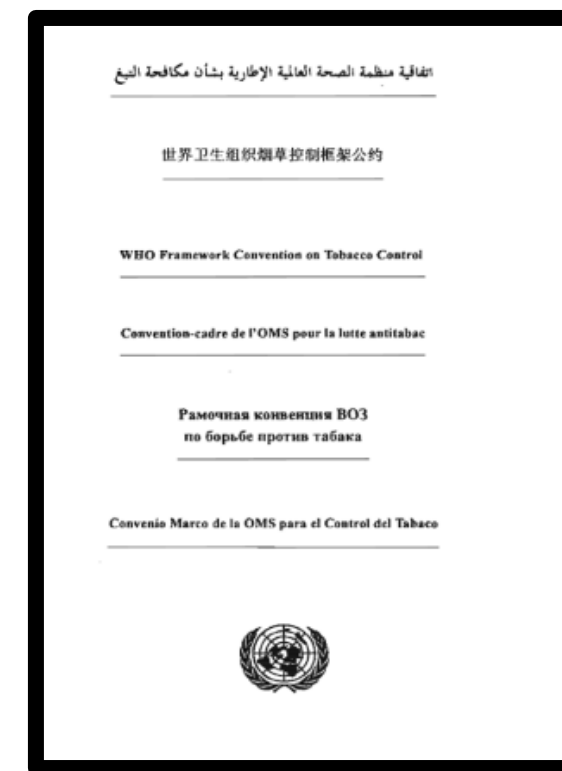 اتفاقية منظمة الصحة العالمية الإطارية بشأن مكافحة التبغ
世界卫生组织烟草控制框架公约
WHO Framework Convention on Tobacco Control
Convention-cadre de l'OMS pour la lutte antitabac
Рамочная конвенция ВОЗ
по борьбе против табака
Convenio Marco de la OMS para el Control del Tabaco